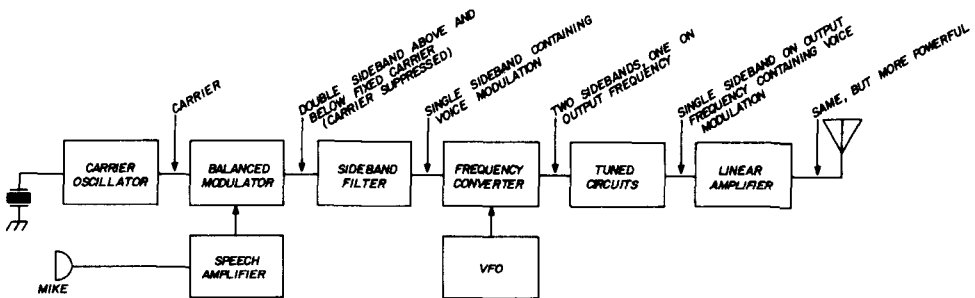 CARRIER
DOUBLE SIDEBAND ABOVE AND
BELOW FIXED CARRIER
(CARRIER SUPPRESSED)
SINGLE SIDEBAND CONTAINING
VOICE MODULATION
TWO SIDEBANDS, ONE ON
OUTPUT FREQUENCY
SINGLE SIDEBAND ON OUTPUT
FREQUENCY CONTAINING VOICE
MODULATION
SAME, BUT MORE POWERFUL
CARRIER
OSCILLATOR
BALANCED
MODULATOR
SIDEBAND
FILTER
FREQUENCY
CONVERTER
TUNED
CIRCUITS
LINEAR
AMPLIFIER
MIKE
SPEECH
AMPLIFIER
VFO